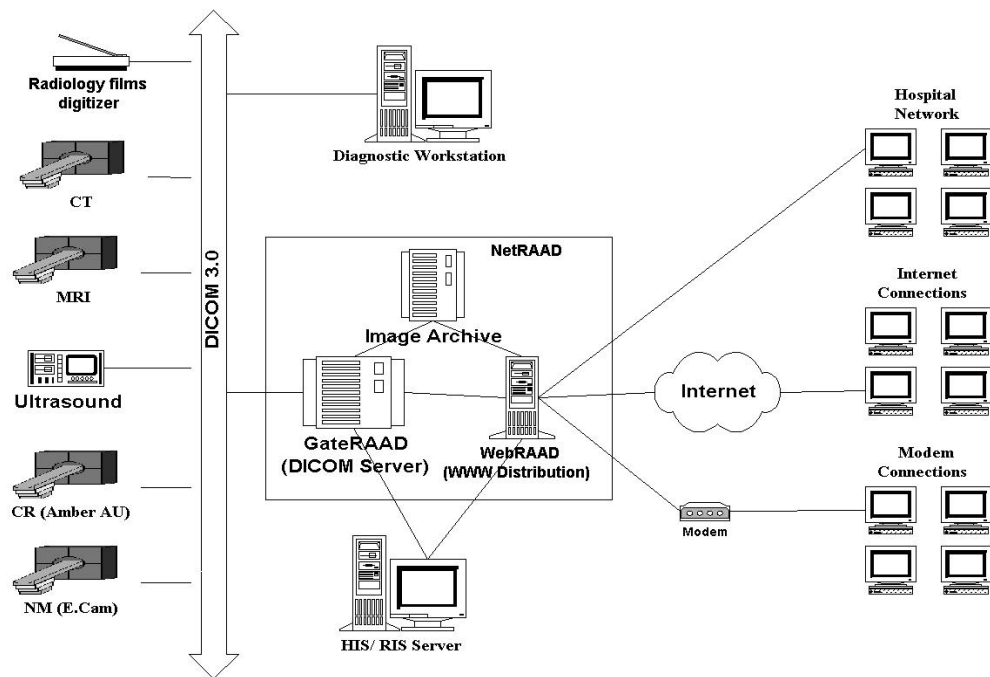 Radiology films
digitizer
CT
MRI
Ultrasound
CR (Amber AU)
NM (E.Cam)
DICOM 3.0
Diagnostic Workstation
NetRAAD
Image Archive
GateRAAD
(DICOM Server)
WebRAAD
(WWW Distribution)
HIS/ RIS Server
Internet
Modem
Hospital
Network
Internet
Connections
Modem
Connections